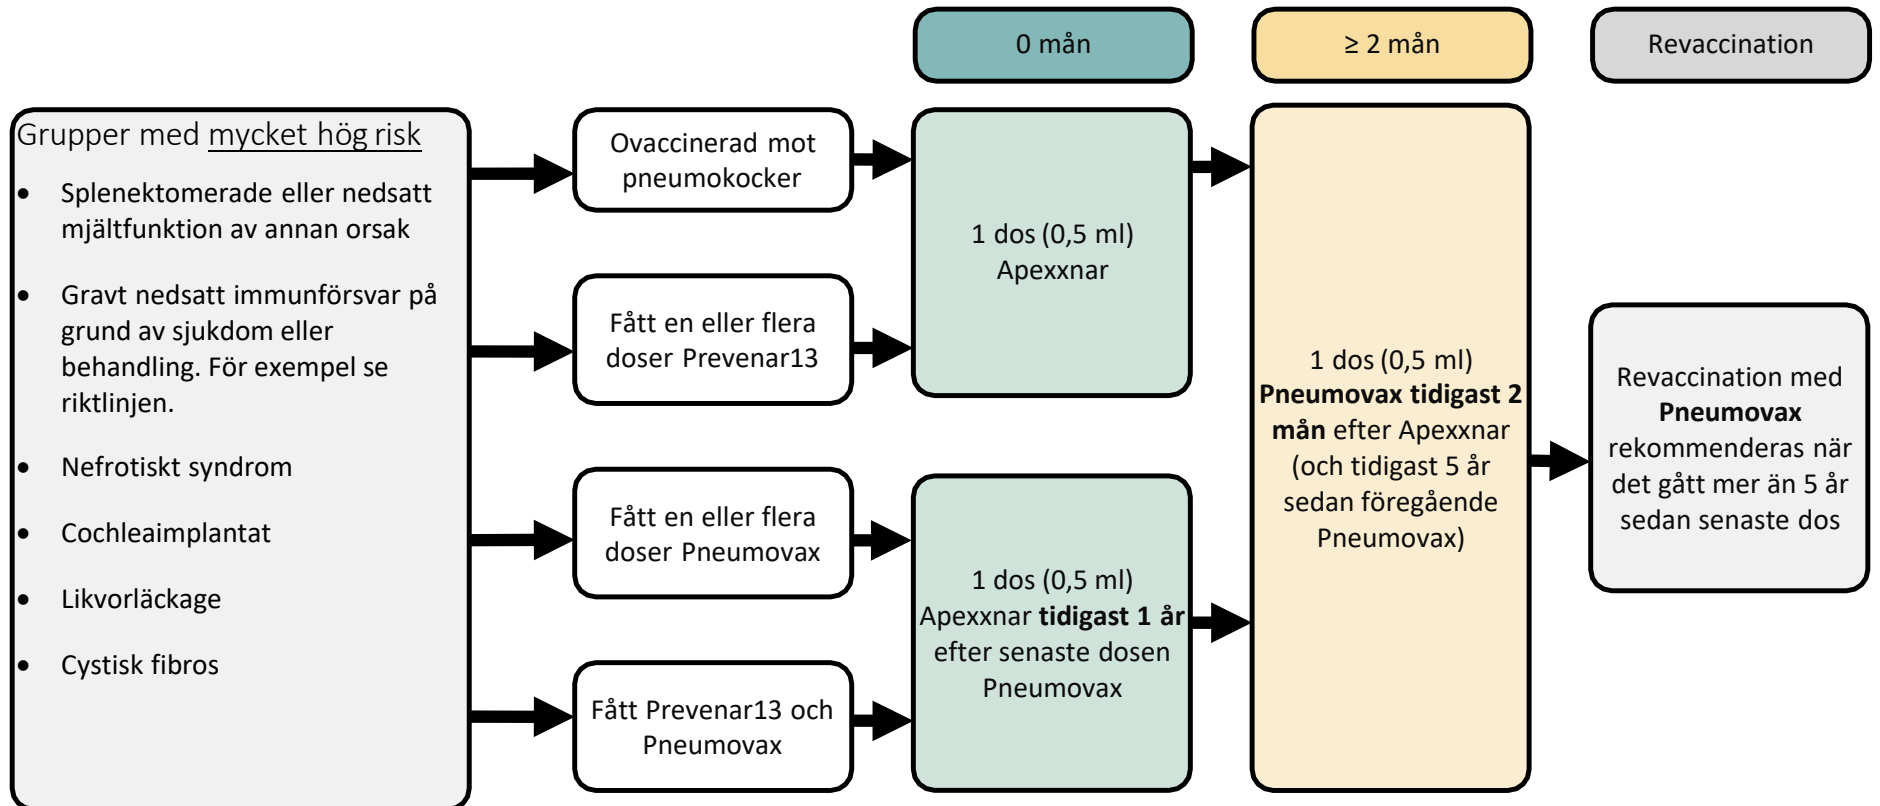 0 mån
≥ 2 mån
Revaccination
Grupper med mycket hög risk
• Splenektomerade eller nedsatt
mjältfunktion av annan orsak
• Gravt nedsatt immunförsvar på
grund av sjukdom eller
behandling. För exempel se
riktlinjen.
• Nefrotiskt syndrom
• Cochleaimplantat
• Likvorläckage
• Cystisk fibros
Ovaccinerad mot
pneumokocker
Fått en eller flera
doser Prevenar13
Fått en eller flera
doser Pneumovax
Fått Prevenar13 och
Pneumovax
1 dos (0,5 ml)
Apexxnar
1 dos (0,5 ml)
Apexxnar tidigast 1 år
efter senaste dosen
Pneumovax
1 dos (0,5 ml)
Pneumovax tidigast 2
mån efter Apexxnar
(och tidigast 5 år
sedan föregående
Pneumovax)
Revaccination med
Pneumovax
rekommenderas när
det gått mer än 5 år
sedan senaste dos